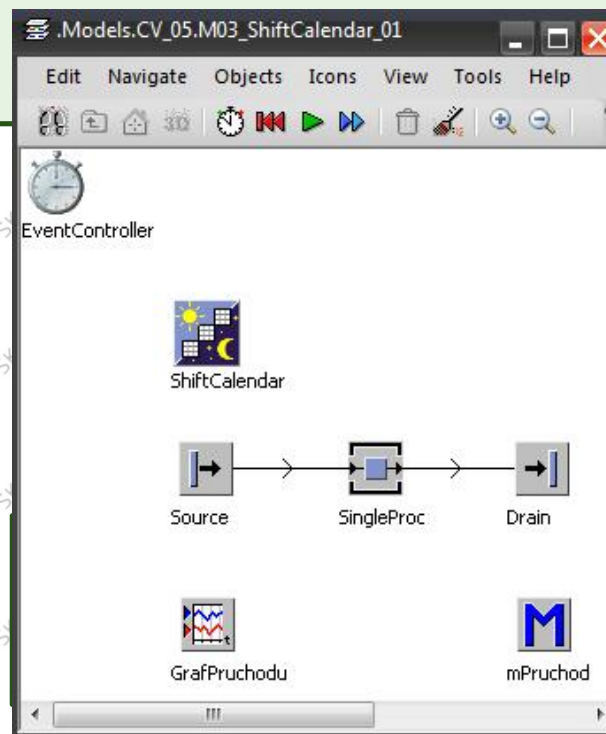 .Models.CV_05.M03_ShiftCalendar_01
Edit Navigate Objects Icons View Tools Help
EventController
ShiftCalendar
Source SingleProc Drain
GrafPruchodu mPruchod